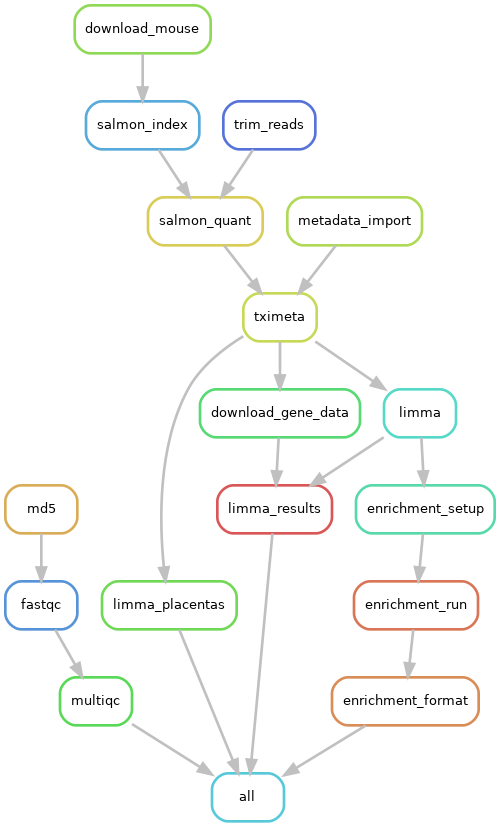 download_mouse
salmon_index
trim_reads
salmon_quant
metadata_import
tximeta
download_gene_data
limma
md5
limma_results
enrichment_setup
fastqc
limma_placentas
enrichment_run
multiqc
enrichment_format
all